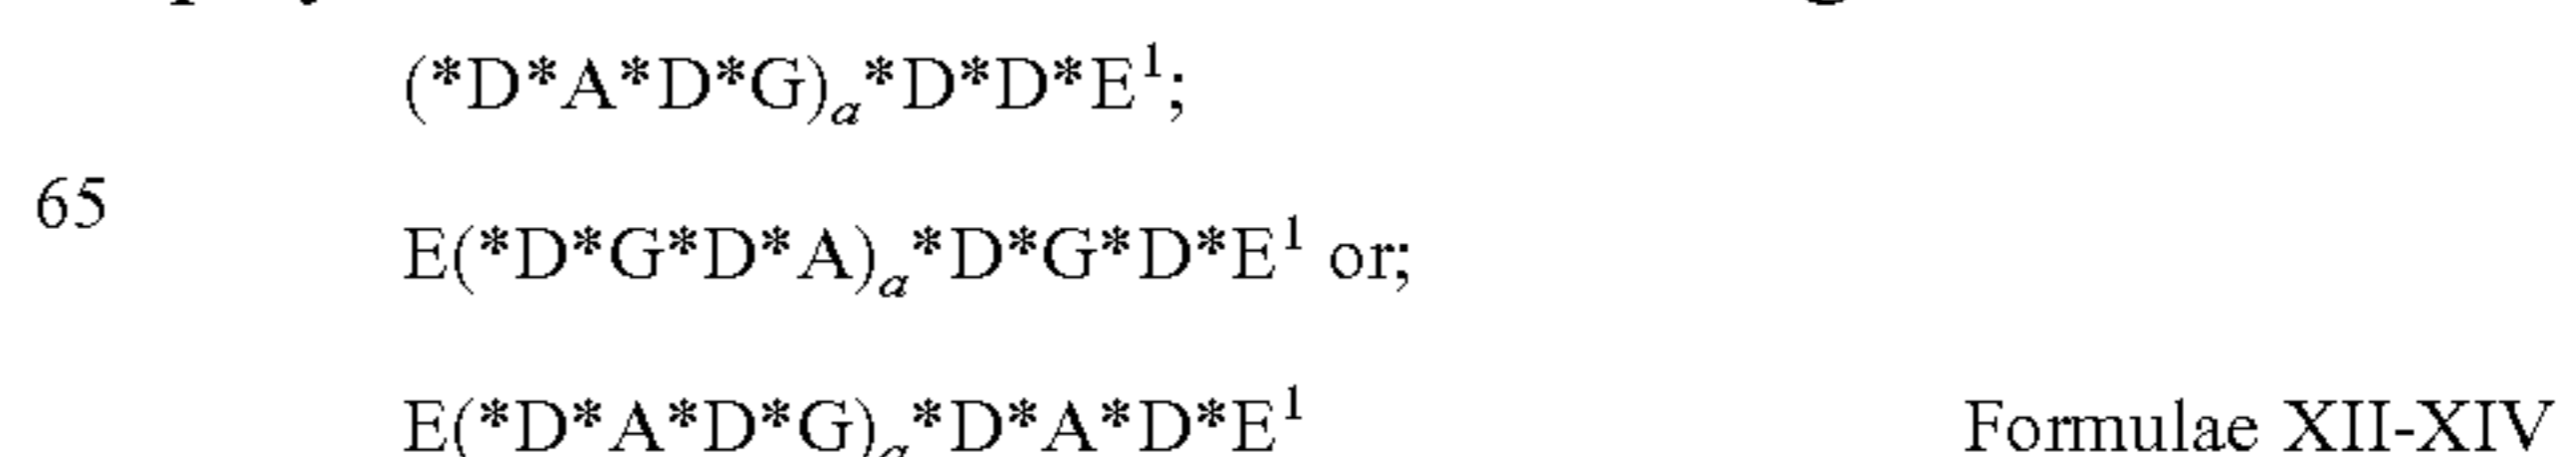 (*D*A*D*G)a*D*D*E1;
65
E(*D*G*D*A)a*D*G*D*E1 or;
E(*D*A*D*G)a*D*A*D*E1 Formulae XII-XIV